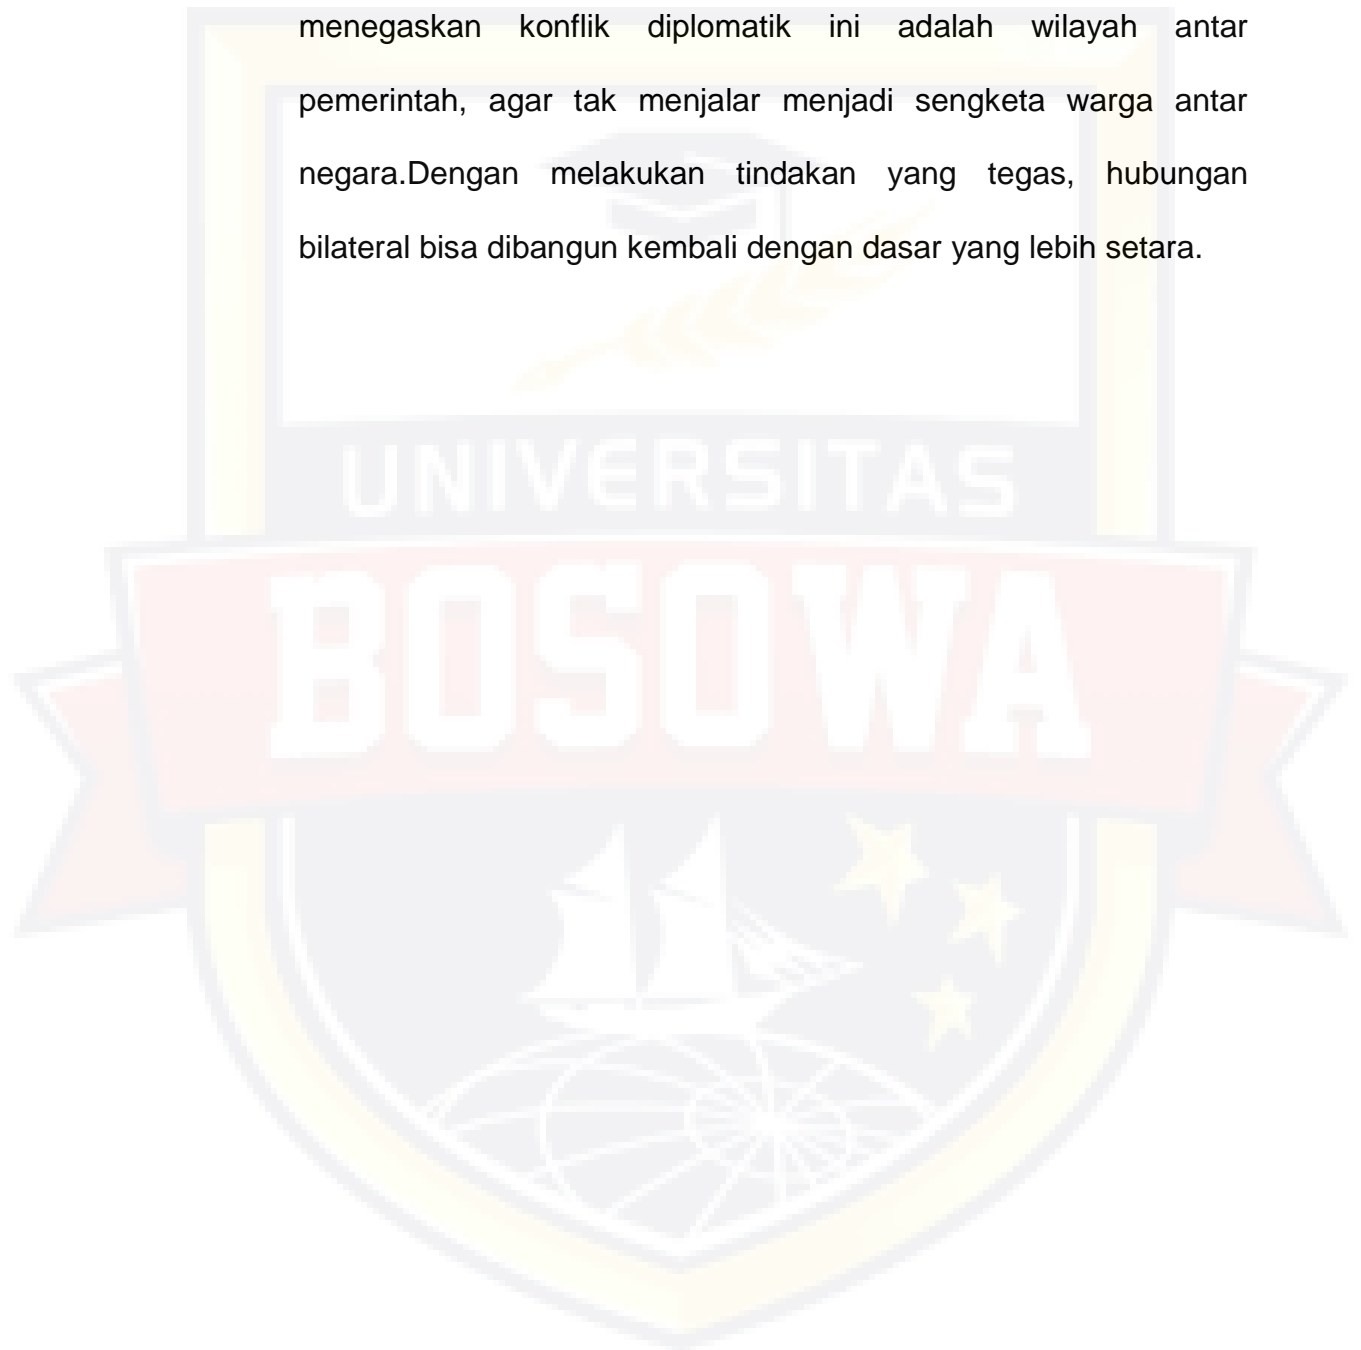 menegaskan konflik diplomatik ini adalah wilayah antar
pemerintah, agar tak menjalar menjadi sengketa warga antar
negara.Dengan melakukan tindakan yang tegas, hubungan
bilateral bisa dibangun kembali dengan dasar yang lebih setara.
UNIVERSITAS
BOSOWA